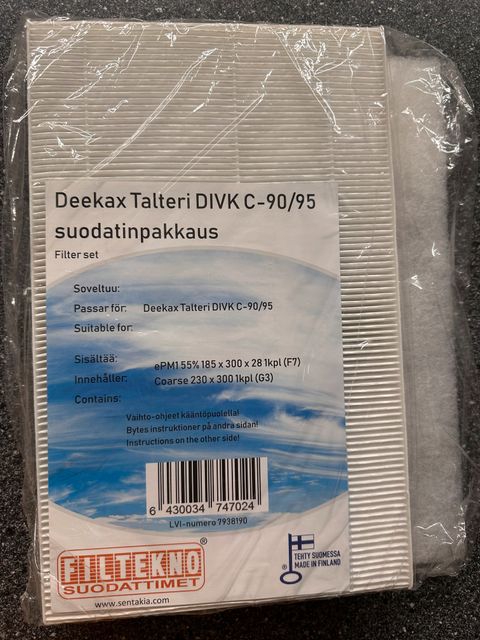 Deekax Talteri DIVK C-90/95
suodatinpakkaus
Filter set
Soveltuu:
Passar för: Deekax Talteri DIVK C-90/95
Suitable for:
Sisältää: ePM1 55% 185 x 300 x 28 1kpl (F7)
Innehåller: Coarse 230 x 300 1kpl (G3)
Contains:
Vaihto-ohjeet kääntöpuolella!
Bytes instruktioner på andra sidan!
Instructions on the other side!
6 430034 747024
LVI-numero 7938190
FILTEKNO ®
SUODATTIMET
www.sentakia.com
TEHTY SUOMESSA
® MADE IN FINLAND